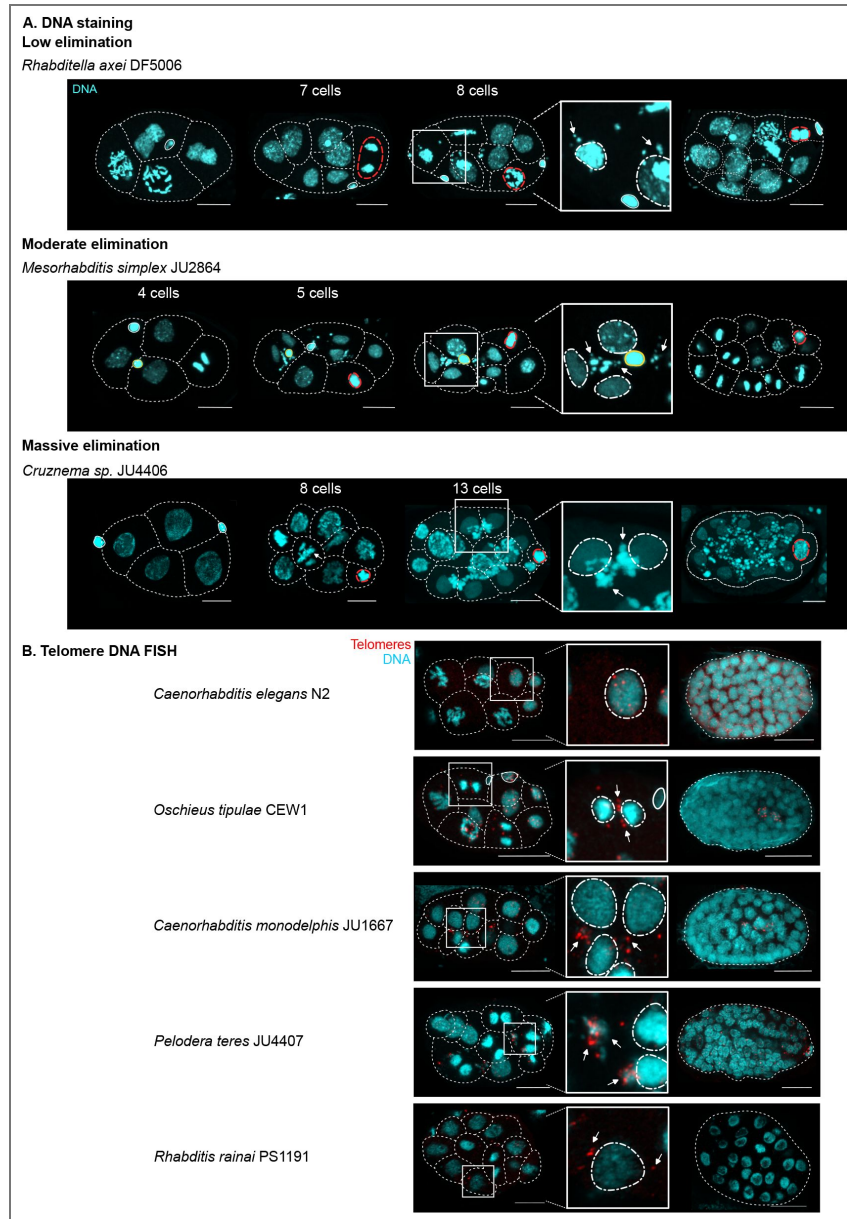 A. DNA staining
Low elimination
Rhabditella axei DF5006
DNA
7 cells
8 cells
Moderate elimination
Mesorhabditis simplex JU2864
4 cells
5 cells
Massive elimination
Cruznema sp. JU4406
8 cells
13 cells
B. Telomere DNA FISH
Telomeres
DNA
Caenorhabditis elegans N2
Oschieus tipulae CEW1
Caenorhabditis monodelphis JU1667
Pelodera teres JU4407
Rhabditis rainai PS1191